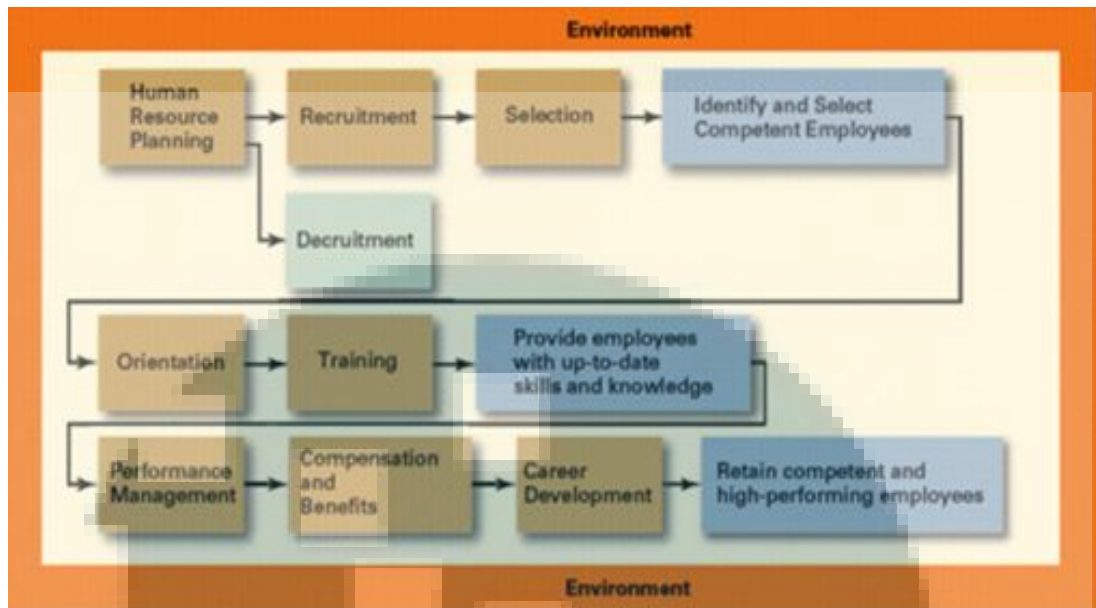 Environment
Human
Resource
Planning
Recruitment
Selection
Identify and Select
Competent Employees
Decruitment
Orientation
Training
Provide employees
with up-to-date
skills and knowledge
Performance
Management
Compensation
and
Benefits
Career
Development
Retain competent and
high-performing employees
Environment